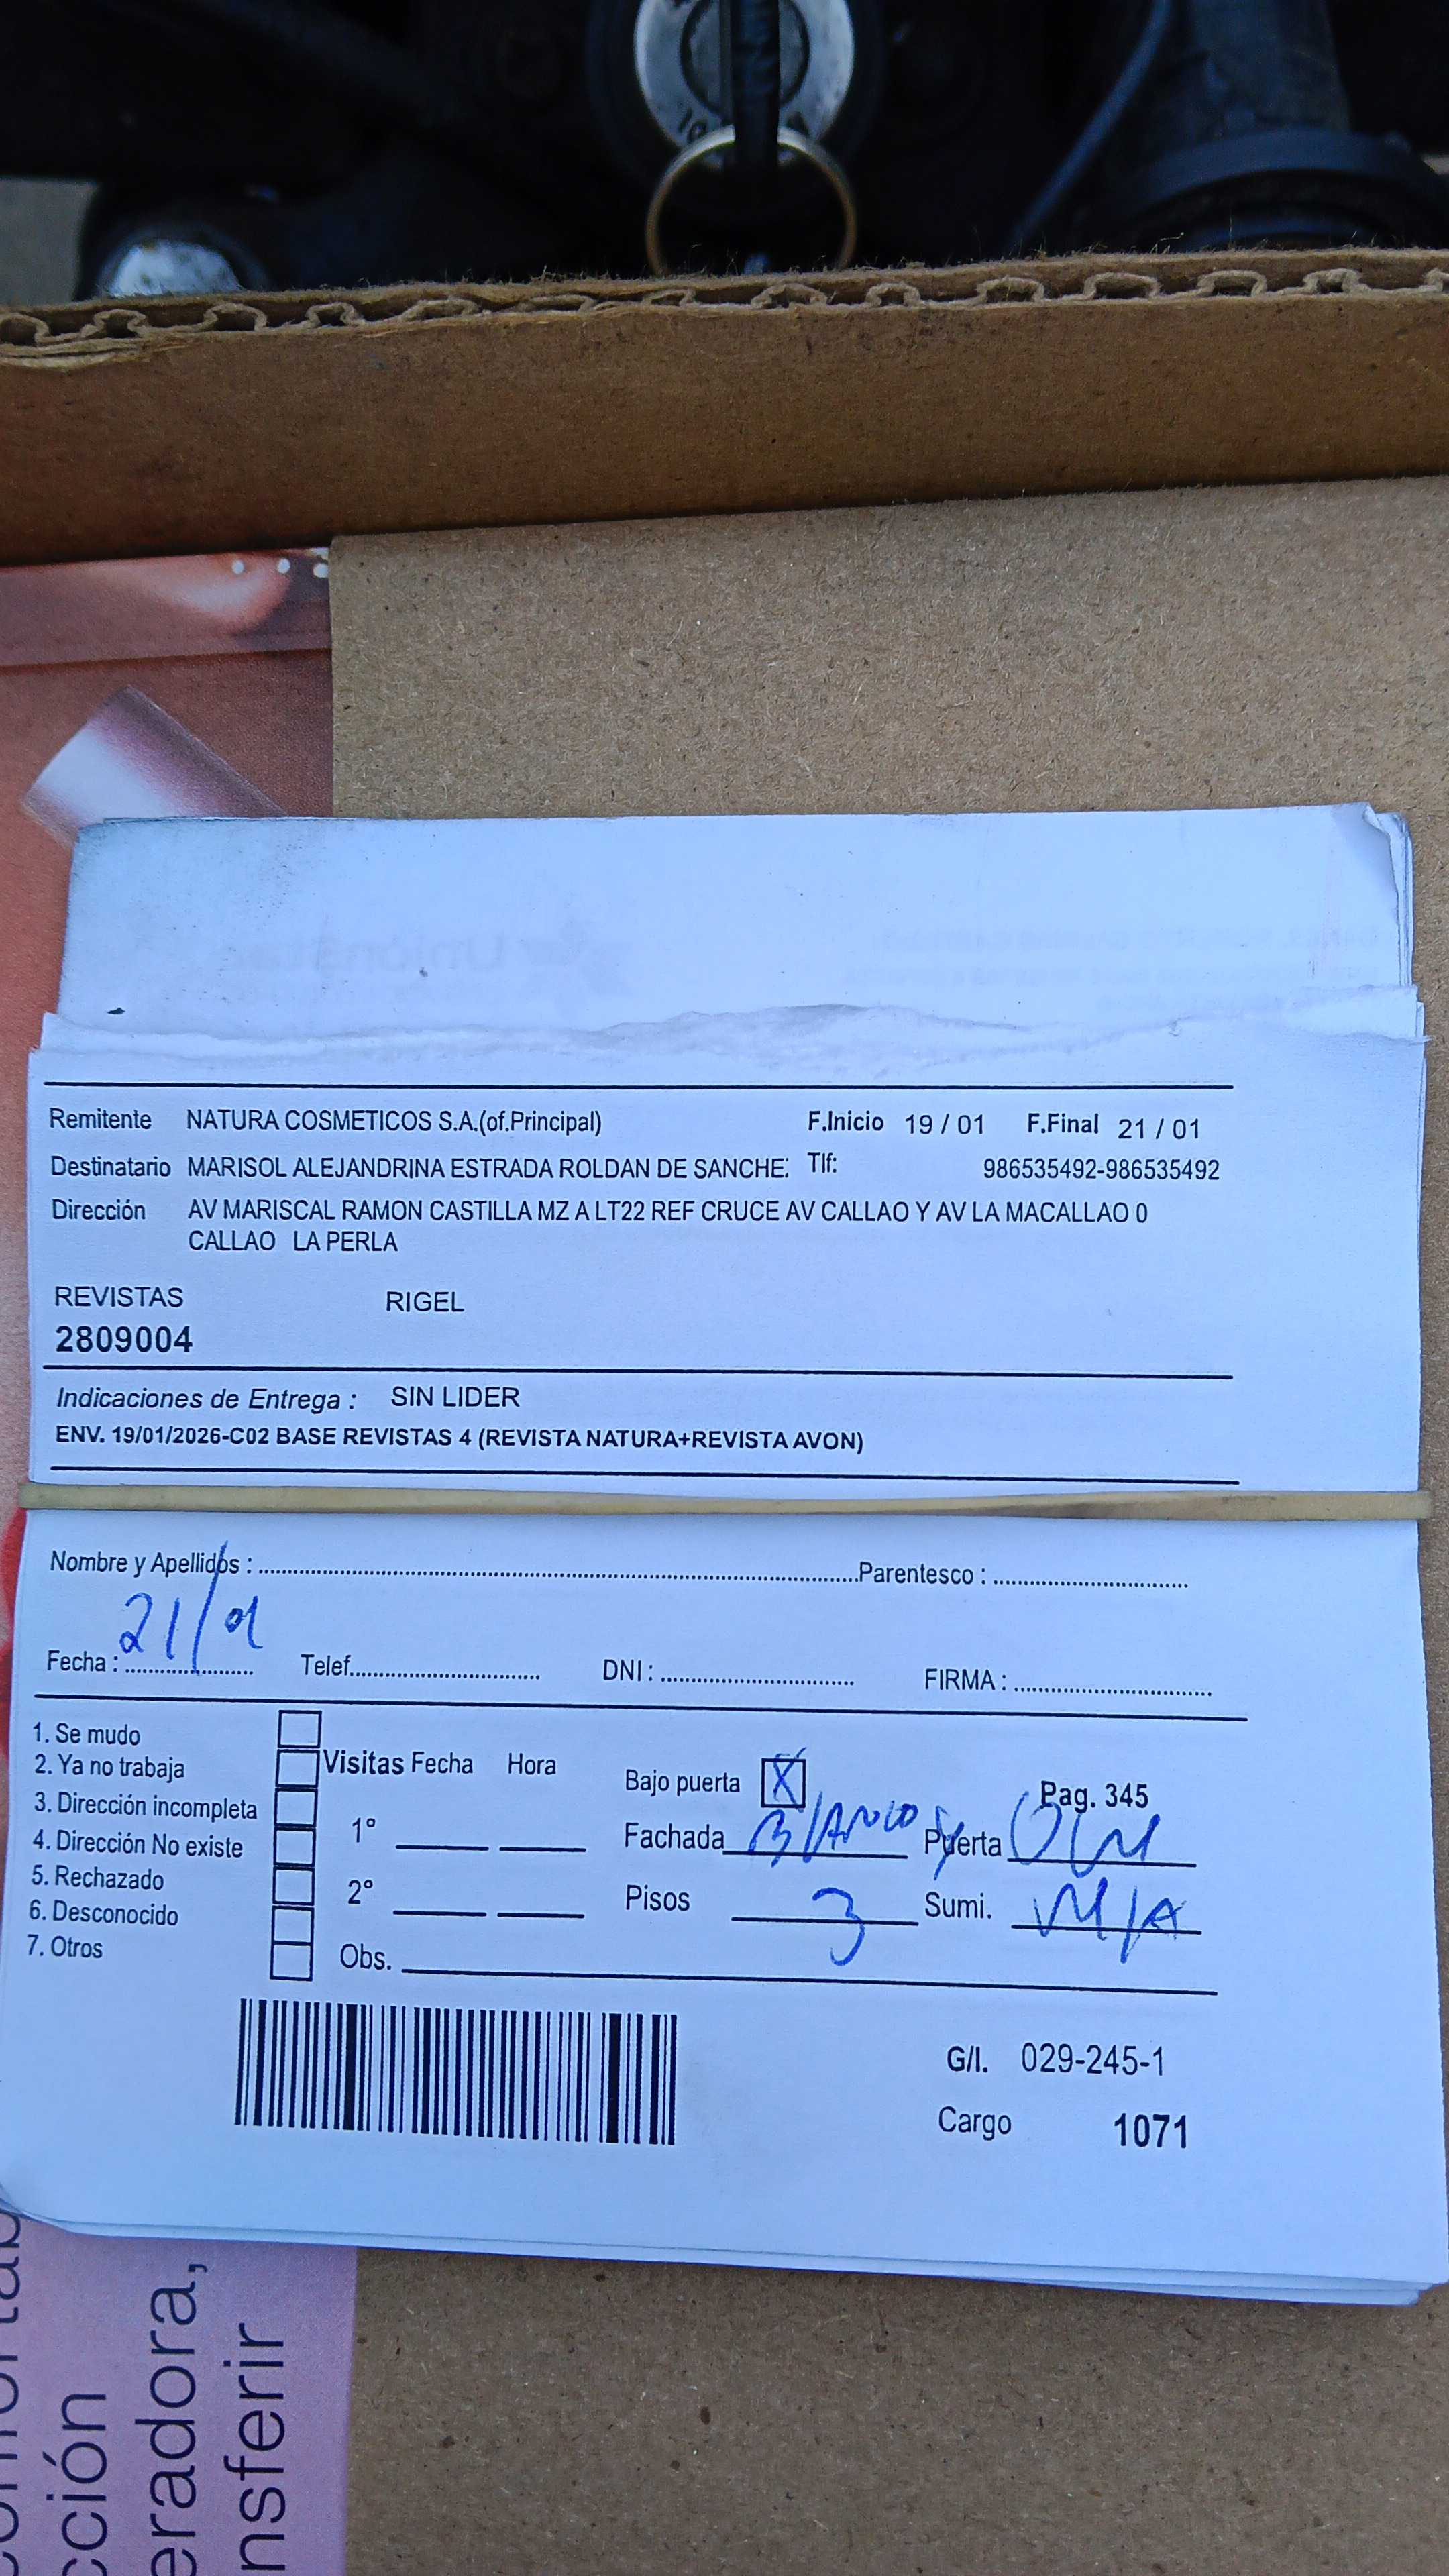 Remitente NATURA COSMETICOS S.A.(of.Principal) F.Inicio 19 / 01 F.Final 21 / 01
Destinatario MARISOL ALEJANDRINA ESTRADA ROLDAN DE SANCHE Tlf: 986535492-986535492
Dirección AV MARISCAL RAMON CASTILLA MZ A LT22 REF CRUCE AV CALLAO Y AV LA MACALLAO 0
CALLAO LA PERLA
REVISTAS RIGEL
2809004
Indicaciones de Entrega : SIN LIDER
ENV. 19/01/2026-C02 BASE REVISTAS 4 (REVISTA NATURA+REVISTA AVON)
Nombre y Apellidos : Parentesco :
21/01
Fecha : Telef. DNI : FIRMA :
1. Se mudo
2. Ya no trabaja Visitas Fecha Hora Bajo puerta X Pag. 345
3. Dirección incompleta
4. Dirección No existe 1° Fachada Blanco Puerta
5. Rechazado 2° Pisos 3 Sumi.
6. Desconocido
7. Otros Obs.
G/I. 029-245-1
Cargo 1071
cción
eradora,
nsferir